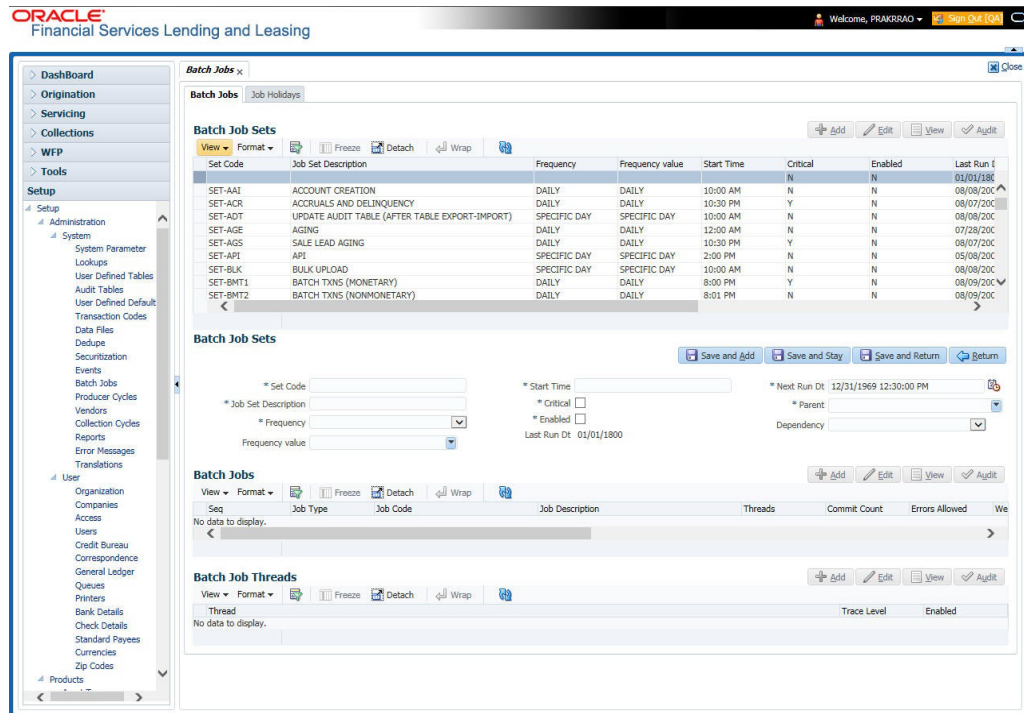 ORACLE
Financial Services Lending and Leasing
Welcome, PRAKRRAO
Sign Out [QA]
DashBoard
Origination
Servicing
Collections
WFP
Tools
Setup
Setup
Administration
System
System Parameter
Lookups
User Defined Tables
Audit Tables
User Defined Default
Transaction Codes
Data Files
Dedupe
Securitization
Events
Batch Jobs
Producer Cycles
Vendors
Collection Cycles
Reports
Error Messages
Translations
User
Organization
Companies
Access
Users
Credit Bureau
Correspondence
General Ledger
Queues
Printers
Bank Details
Check Details
Standard Payees
Currencies
Zip Codes
Products
Batch Jobs x
Close
Batch Jobs Job Holidays
Batch Job Sets
Add Edit View Audit
View Format Freeze Detach Wrap
Set Code Job Set Description Frequency Frequency value Start Time Critical Enabled Last Run D
N N 01/01/180
SET-AAI ACCOUNT CREATION DAILY DAILY 10:00 AM N N 08/08/200
SET-ACR ACCRUALS AND DELINQUENCY DAILY DAILY 10:30 PM Y N 08/07/200
SET-ADT UPDATE AUDIT TABLE (AFTER TABLE EXPORT-IMPORT) SPECIFIC DAY SPECIFIC DAY 10:00 AM N N 08/08/200
SET-AGE AGING DAILY DAILY 12:00 AM N N 07/28/200
SET-AGS SALE LEAD AGING DAILY DAILY 10:30 PM Y N 08/07/200
SET-API API SPECIFIC DAY SPECIFIC DAY 2:00 PM N N 05/08/200
SET-BLK BULK UPLOAD SPECIFIC DAY SPECIFIC DAY 10:00 AM N N 08/08/200
SET-BMT1 BATCH TXNS (MONETARY) DAILY DAILY 8:00 PM Y N 08/09/200
SET-BMT2 BATCH TXNS (NONMONETARY) DAILY DAILY 8:01 PM N N 08/09/200
Batch Job Sets
Save and Add Save and Stay Save and Return Return
* Set Code * Start Time * Next Run Dt 12/31/1969 12:30:00 PM
* Job Set Description * Critical * Parent
* Frequency * Enabled Dependency
Frequency value Last Run Dt 01/01/1800
Batch Jobs
Add Edit View Audit
View Format Freeze Detach Wrap
Seq Job Type Job Code Job Description Threads Commit Count Errors Allowed We
No data to display.
Batch Job Threads
Add Edit View Audit
View Format Freeze Detach Wrap
Thread Trace Level Enabled
No data to display.